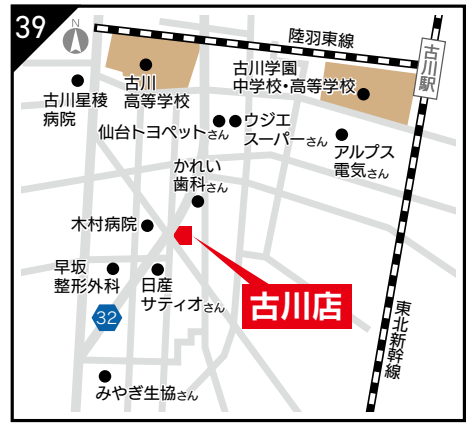 39
N
陸羽東線
古川駅
古川
高等学校
古川学園
中学校・高等学校
古川星稜
病院
仙台トヨペットさん
ウジエ
スーパーさん
アルプス
電気さん
かれい
歯科さん
木村病院
早坂
整形外科
日産
サティオさん
古川店
32
東北新幹線
みやぎ生協さん